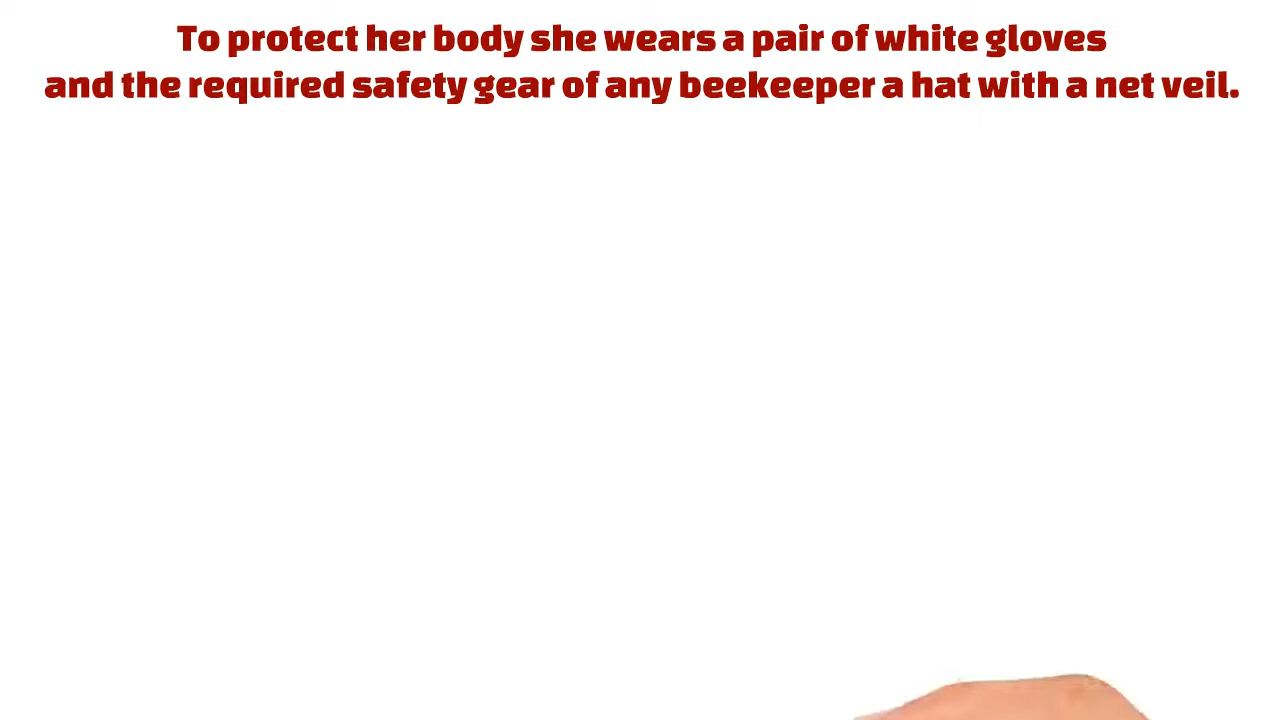 To protect her body she wears a pair of white gloves
and the required safety gear of any beekeeper a hat with a net veil.